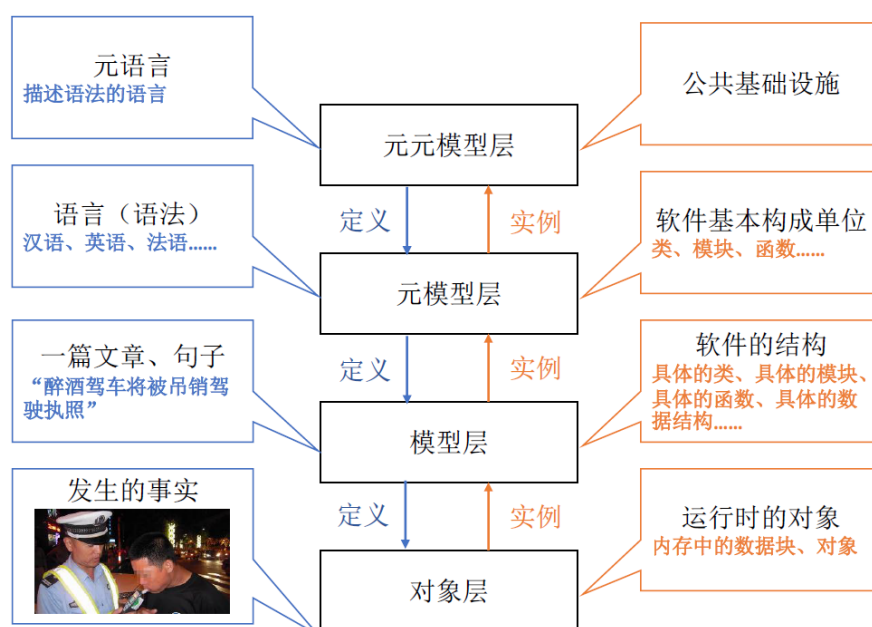 元语言
描述语法的语言
公共基础设施
元元模型层
定义
实例
语言（语法）
汉语、英语、法语……
软件基本构成单位
类、模块、函数……
元模型层
定义
实例
一篇文章、句子
“醉酒驾车将被吊销驾
驶执照”
软件的结构
具体的类、具体的模块、
具体的函数、具体的数
据结构……
模型层
定义
实例
发生的事实
运行时的对象
内存中的数据块、对象
对象层